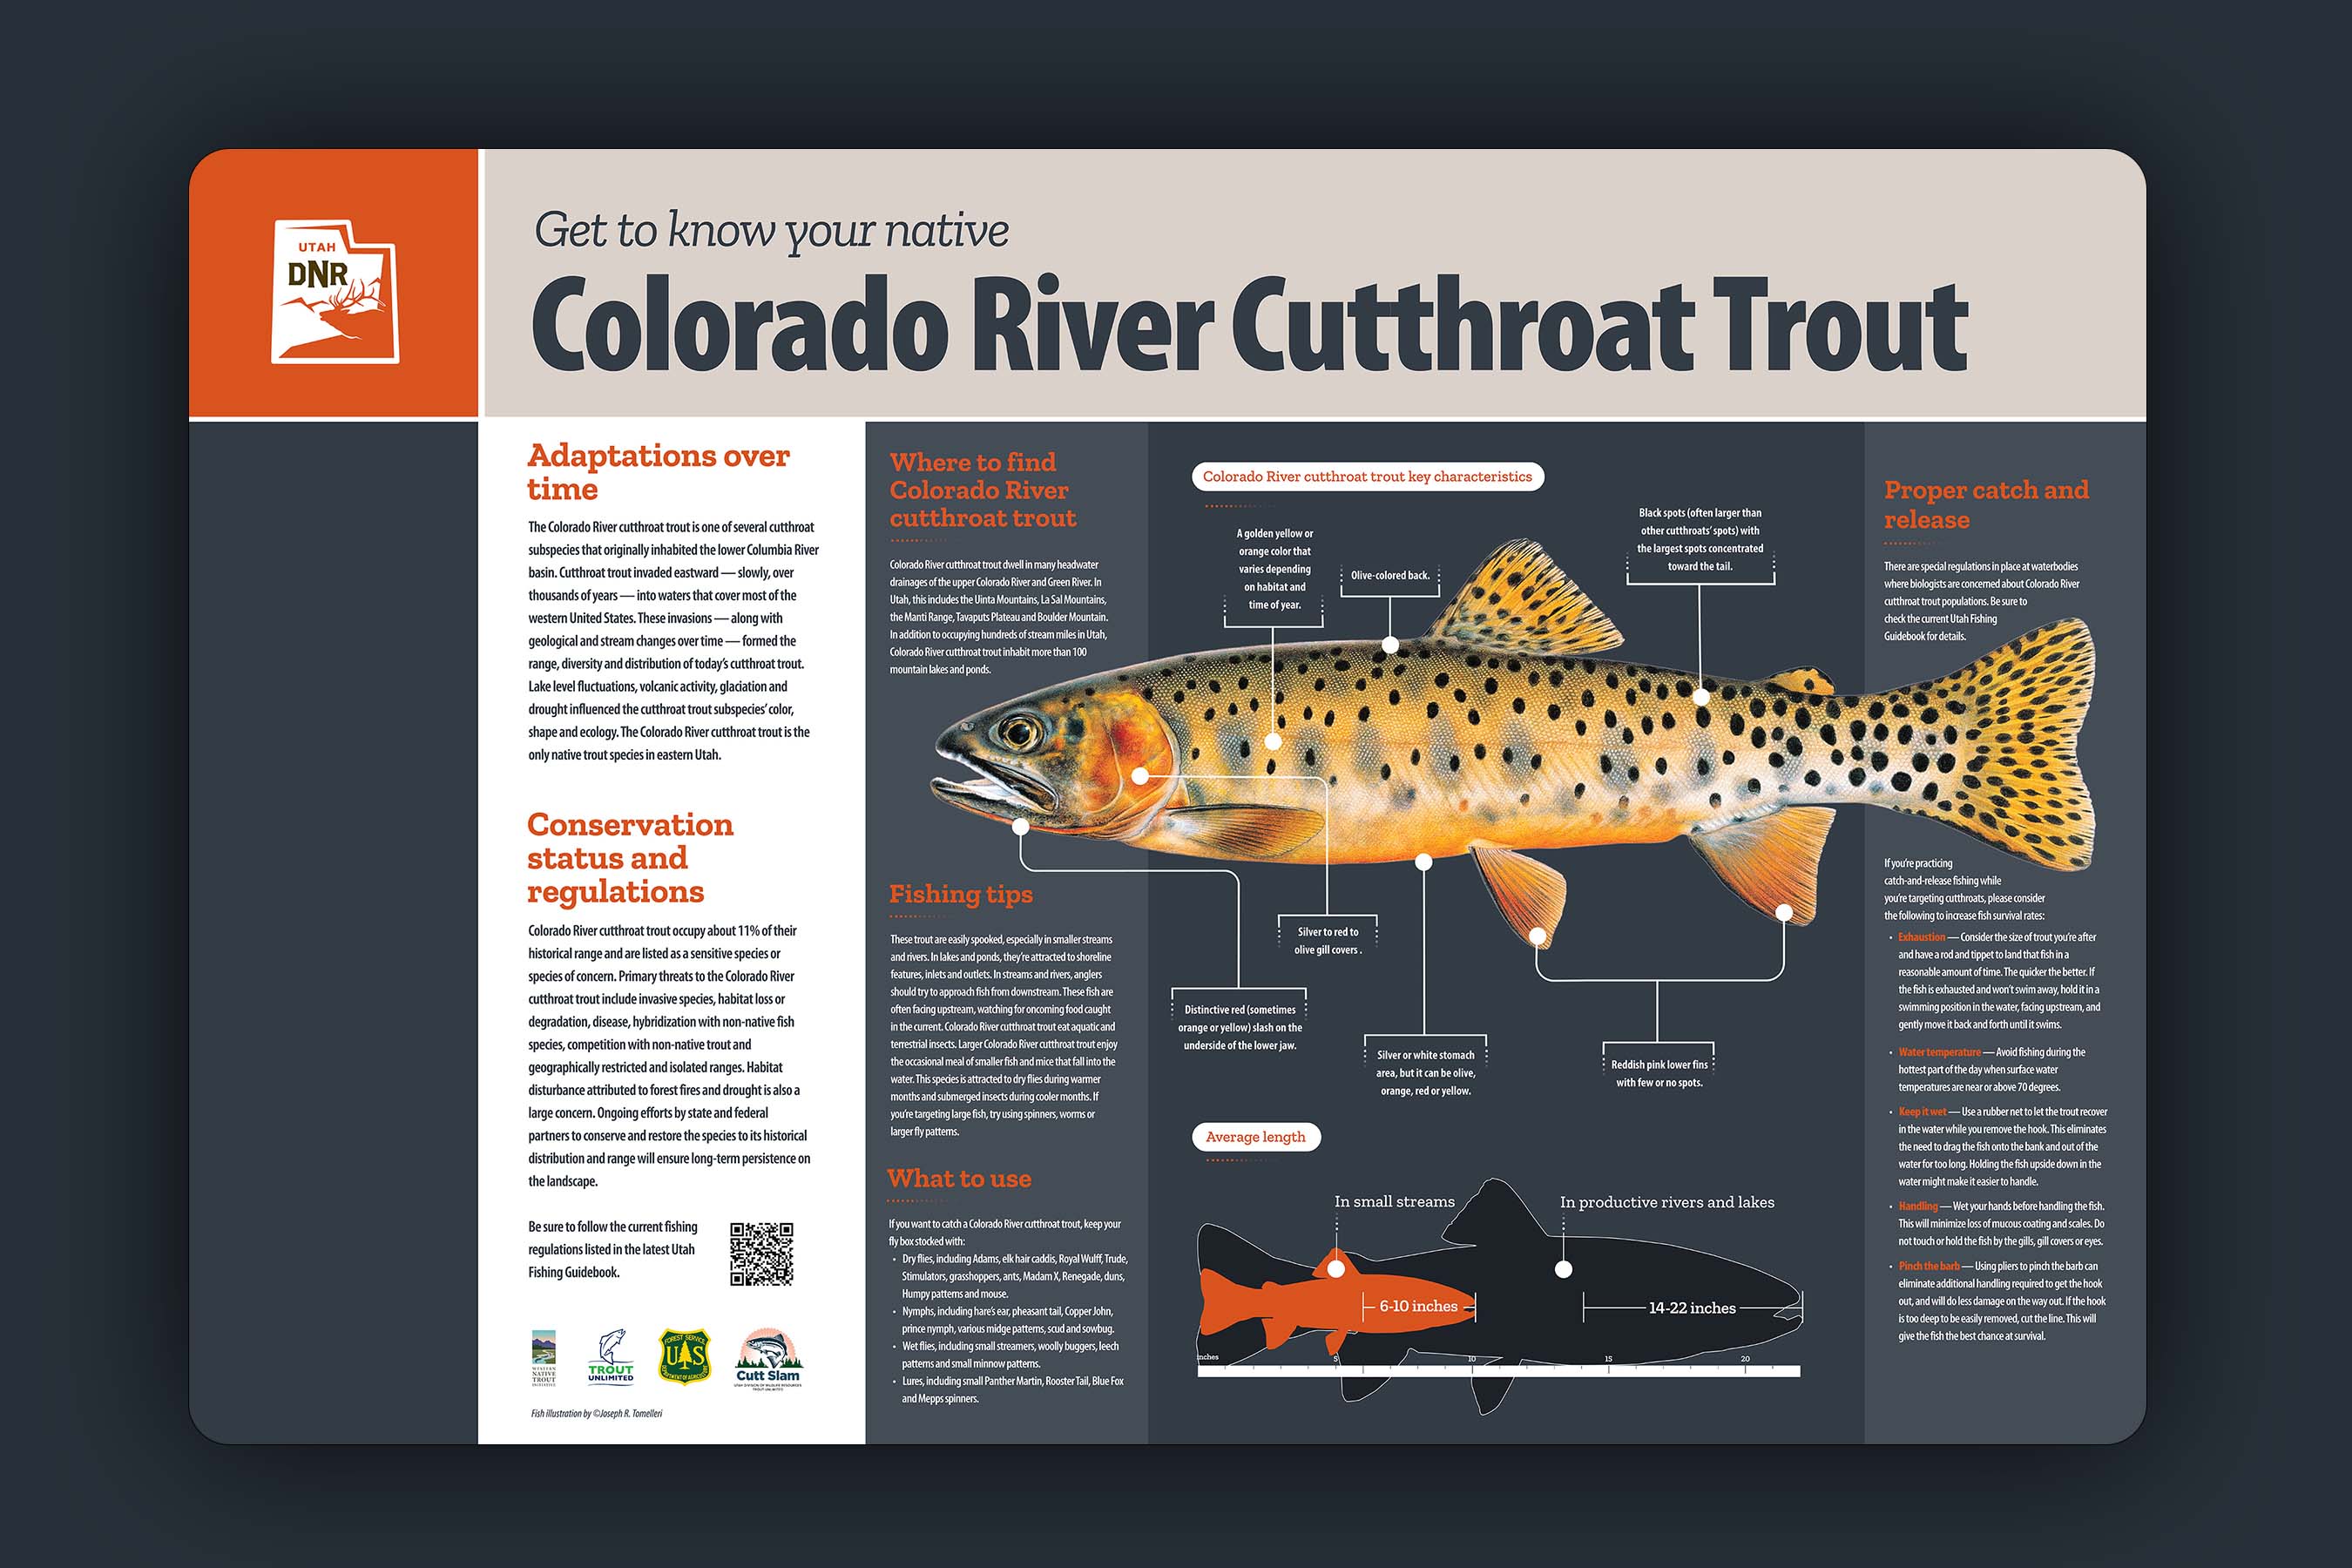 UTAH
DNR
Get to know your native
Colorado River Cutthroat Trout
Adaptations over
time
The Colorado River cutthroat trout is one of several cutthroat
subspecies that originally inhabited the lower Columbia River
basin. Cutthroat trout invaded eastward — slowly, over
thousands of years — into waters that cover most of the
western United States. These invasions — along with
geological and stream changes over time — formed the
range, diversity and distribution of today's cutthroat trout.
Lake level fluctuations, volcanic activity, glaciation and
drought influenced the cutthroat trout subspecies' color,
shape and ecology. The Colorado River cutthroat trout is the
only native trout species in eastern Utah.
Conservation
status and
regulations
Colorado River cutthroat trout occupy about 11% of their
historical range and are listed as a sensitive species or
species of concern. Primary threats to the Colorado River
cutthroat trout include invasive species, habitat loss or
degradation, disease, hybridization with non-native fish
species, competition with non-native trout and
geographically restricted and isolated ranges. Habitat
disturbance attributed to forest fires and drought is also a
large concern. Ongoing efforts by state and federal
partners to conserve and restore the species to its historical
distribution and range will ensure long-term persistence on
the landscape.
Be sure to follow the current fishing
regulations listed in the latest Utah
Fishing Guidebook.
WESTERN
NATIVE
TROUT
INITIATIVE
TROUT
UNLIMITED
FOREST SERVICE
U S
DEPARTMENT OF AGRICULTURE
Cutt Slam
UTAH DIVISION OF WILDLIFE RESOURCES
TROUT UNLIMITED
Fish illustration by ©Joseph R. Tomelleri
Where to find
Colorado River
cutthroat trout
Colorado River cutthroat trout dwell in many headwater
drainages of the upper Colorado River and Green River. In
Utah, this includes the Uinta Mountains, La Sal Mountains,
the Manti Range, Tavaputs Plateau and Boulder Mountain.
In addition to occupying hundreds of stream miles in Utah,
Colorado River cutthroat trout inhabit more than 100
mountain lakes and ponds.
Fishing tips
These trout are easily spooked, especially in smaller streams
and rivers. In lakes and ponds, they're attracted to shoreline
features, inlets and outlets. In streams and rivers, anglers
should try to approach fish from downstream. These fish are
often facing upstream, watching for oncoming food caught
in the current. Colorado River cutthroat trout eat aquatic and
terrestrial insects. Larger Colorado River cutthroat trout enjoy
the occasional meal of smaller fish and mice that fall into the
water. This species is attracted to dry flies during warmer
months and submerged insects during cooler months. If
you're targeting large fish, try using spinners, worms or
larger fly patterns.
What to use
If you want to catch a Colorado River cutthroat trout, keep your
fly box stocked with:
• Dry flies, including Adams, elk hair caddis, Royal Wulff, Trude,
Stimulators, grasshoppers, ants, Madam X, Renegade, duns,
Humpy patterns and mouse.
• Nymphs, including hare's ear, pheasant tail, Copper John,
prince nymph, various midge patterns, scud and sowbug.
• Wet flies, including small streamers, woolly buggers, leech
patterns and small minnow patterns.
• Lures, including small Panther Martin, Rooster Tail, Blue Fox
and Mepps spinners.
Colorado River cutthroat trout key characteristics
A golden yellow or
orange color that
varies depending
on habitat and
time of year.
Olive-colored back.
Black spots (often larger than
other cutthroats' spots) with
the largest spots concentrated
toward the tail.
Silver to red to
olive gill covers .
Distinctive red (sometimes
orange or yellow) slash on the
underside of the lower jaw.
Silver or white stomach
area, but it can be olive,
orange, red or yellow.
Reddish pink lower fins
with few or no spots.
Average length
In small streams
In productive rivers and lakes
6-10 inches
14-22 inches
inches 5 10 15 20
Proper catch and
release
There are special regulations in place at waterbodies
where biologists are concerned about Colorado River
cutthroat trout populations. Be sure to
check the current Utah Fishing
Guidebook for details.
If you're practicing
catch-and-release fishing while
you're targeting cutthroats, please consider
the following to increase fish survival rates:
• Exhaustion — Consider the size of trout you're after
and have a rod and tippet to land that fish in a
reasonable amount of time. The quicker the better. If
the fish is exhausted and won't swim away, hold it in a
swimming position in the water, facing upstream, and
gently move it back and forth until it swims.
• Water temperature — Avoid fishing during the
hottest part of the day when surface water
temperatures are near or above 70 degrees.
• Keep it wet — Use a rubber net to let the trout recover
in the water while you remove the hook. This eliminates
the need to drag the fish onto the bank and out of the
water for too long. Holding the fish upside down in the
water might make it easier to handle.
• Handling — Wet your hands before handling the fish.
This will minimize loss of mucous coating and scales. Do
not touch or hold the fish by the gills, gill covers or eyes.
• Pinch the barb — Using pliers to pinch the barb can
eliminate additional handling required to get the hook
out, and will do less damage on the way out. If the hook
is too deep to be easily removed, cut the line. This will
give the fish the best chance at survival.